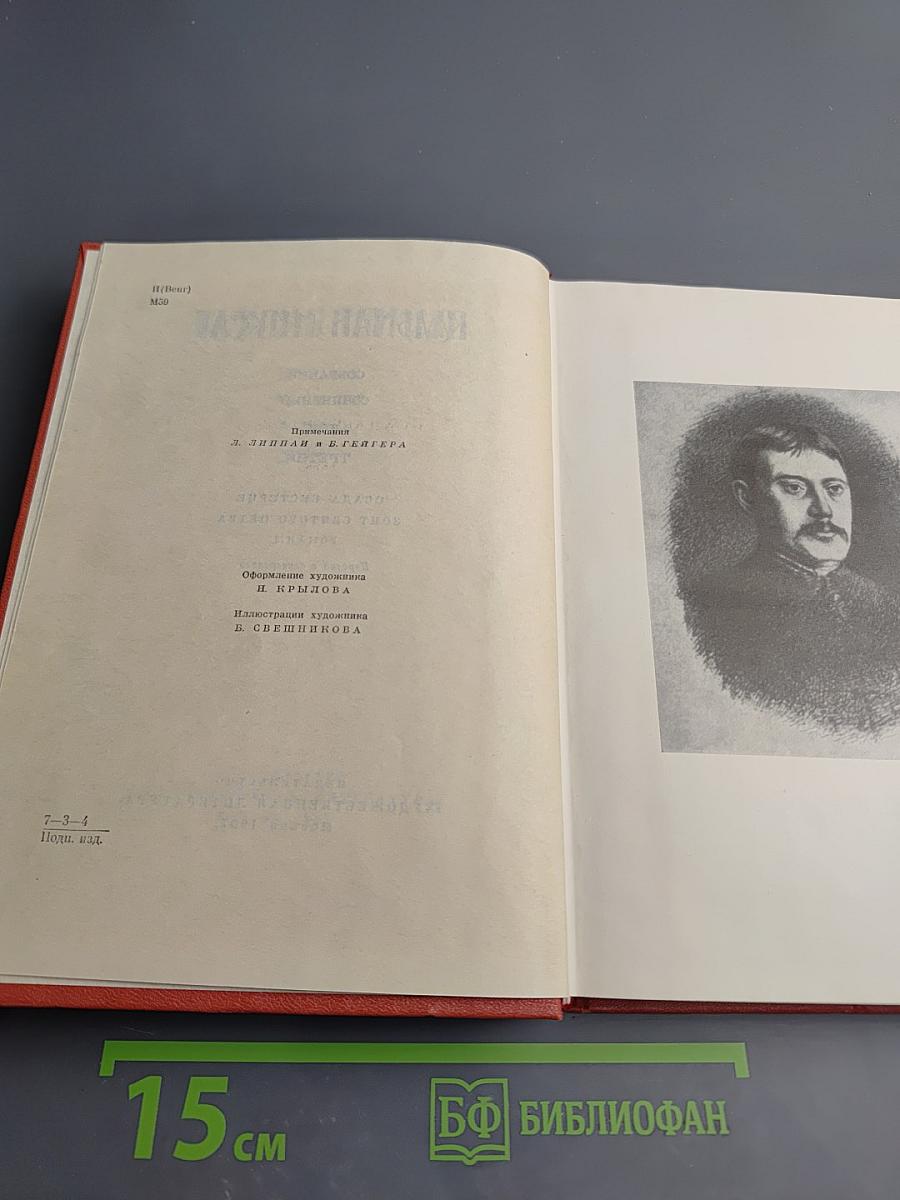 И(Венг)
М59
Примечания
Л. ЛИППАИ и Б. ГЕЙГЕРА
Оформление художника
Н. КРЫЛОВА
Иллюстрации художника
Б. СВЕШНИКОВА
7—3—4
Подп. изд.
15 см
БФ БИБЛИОФАН